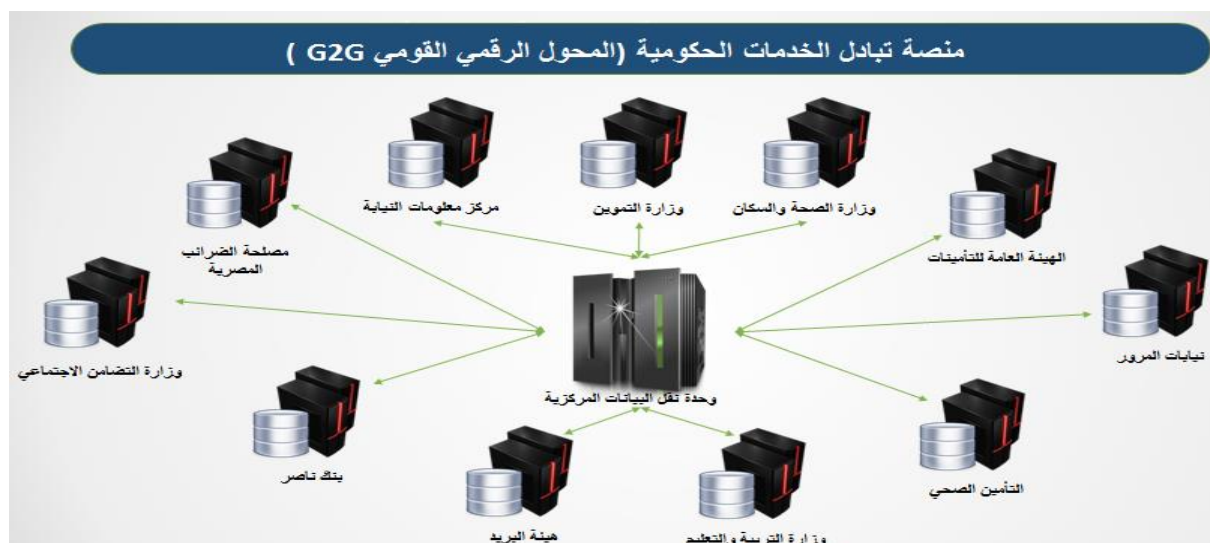 منصة تبادل الخدمات الحكومية (المحول الرقمي القومي G2G )
وزارة الصحة والسكان
وزارة التموين
مركز معلومات النيابة
الهيئة العامة للتأمينات
مصلحة الضرائب
المصرية
نيابات المرور
وزارة التضامن الاجتماعي
وحدة نقل البيانات المركزية
التأمين الصحي
بنك ناصر
وزارة التربية والتعليم
هيئة البريد